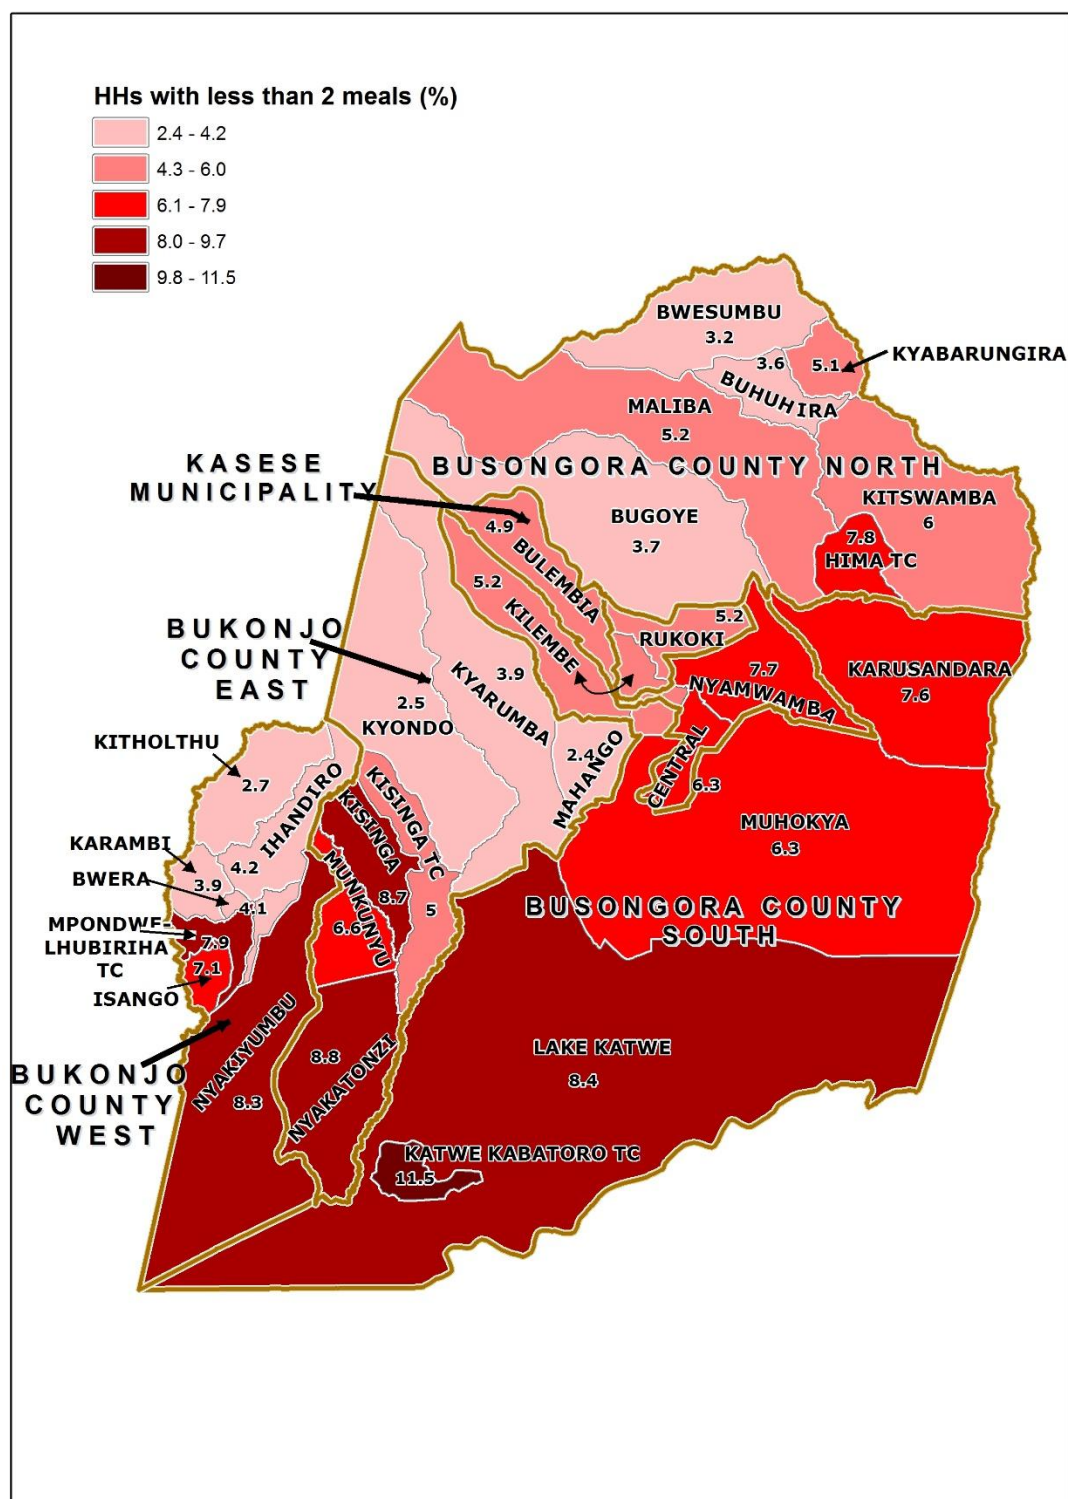 HHs with less than 2 meals (%)
2.4 - 4.2
4.3 - 6.0
6.1 - 7.9
8.0 - 9.7
9.8 - 11.5
BWESUMBU
3.2
KYABARUNGIRA
5.1
3.6
BUHUHIRA
MALIBA
5.2
KASESE
MUNICIPALITY
BUSONGORA COUNTY NORTH
KITSWAMBA
6
BUGOYE
3.7
4.9
BULEMBIA
7.8
HIMA TC
5.2
KILEMBE
5.2
RUKOKI
BUKONJO
COUNTY
EAST
3.9
KYARUMBA
7.7
NYAMWAMBA
KARUSANDARA
7.6
2.5
KYONDO
KITHOLTHU
2.7
2.4
MAHANGO
CENTRAL
6.3
IHANDIRO
4.2
KISINGA TC
5
KISINGA
8.7
MUHOKYA
6.3
KARAMBI
3.9
BWERA
4.1
MUNKUNYU
6.6
BUSONGORA COUNTY
SOUTH
MPONDWE-
LHUBIRIHA
TC
7.9
7.1
ISANGO
NYAKIYUMBU
8.3
BUKONJO
COUNTY
WEST
8.8
NYAKATONZI
LAKE KATWE
8.4
KATWE KABATORO TC
11.5